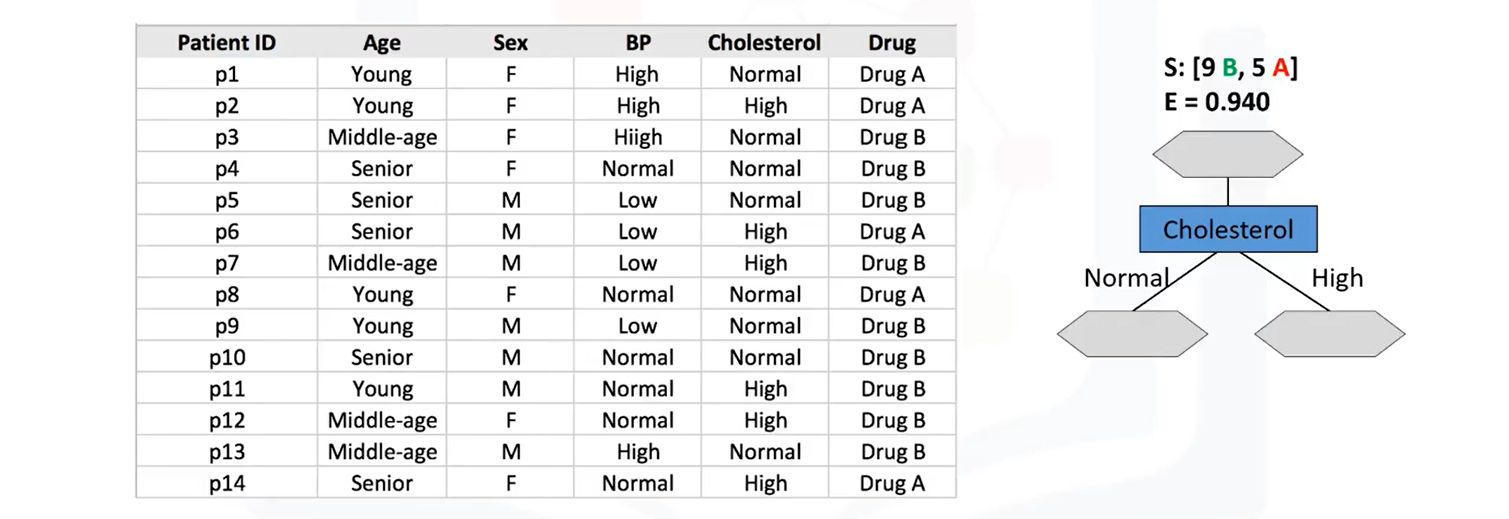 Patient ID Age Sex BP Cholesterol Drug
p1 Young F High Normal Drug A
p2 Young F High High Drug A
p3 Middle-age F Hiigh Normal Drug B
p4 Senior F Normal Normal Drug B
p5 Senior M Low Normal Drug B
p6 Senior M Low High Drug A
p7 Middle-age M Low High Drug B
p8 Young F Normal Normal Drug A
p9 Young M Low Normal Drug B
p10 Senior M Normal Normal Drug B
p11 Young M Normal High Drug B
p12 Middle-age F Normal High Drug B
p13 Middle-age M High Normal Drug B
p14 Senior F Normal High Drug A
S: [9 B, 5 A]
E = 0.940
Cholesterol
Normal High